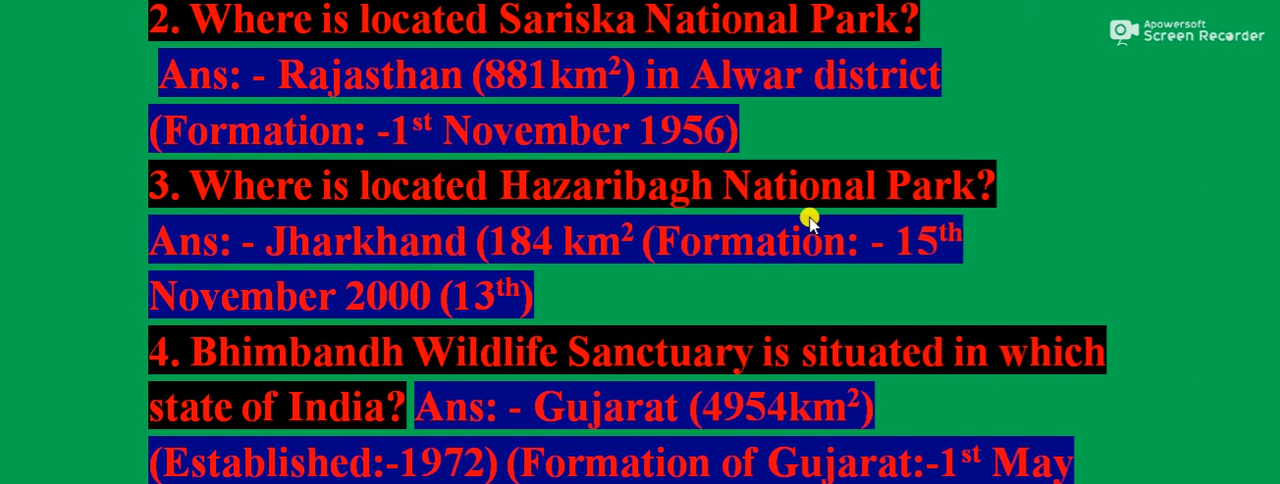 2. Where is located Sariska National Park?
Apowersoft
Screen Recorder
Ans: - Rajasthan (881km²) in Alwar district
(Formation: -1st November 1956)
3. Where is located Hazaribagh National Park?
Ans: - Jharkhand (184 km² (Formation: - 15th
November 2000 (13th)
4. Bhimbandh Wildlife Sanctuary is situated in which
state of India? Ans: - Gujarat (4954km²)
(Established:-1972) (Formation of Gujarat:-1st May